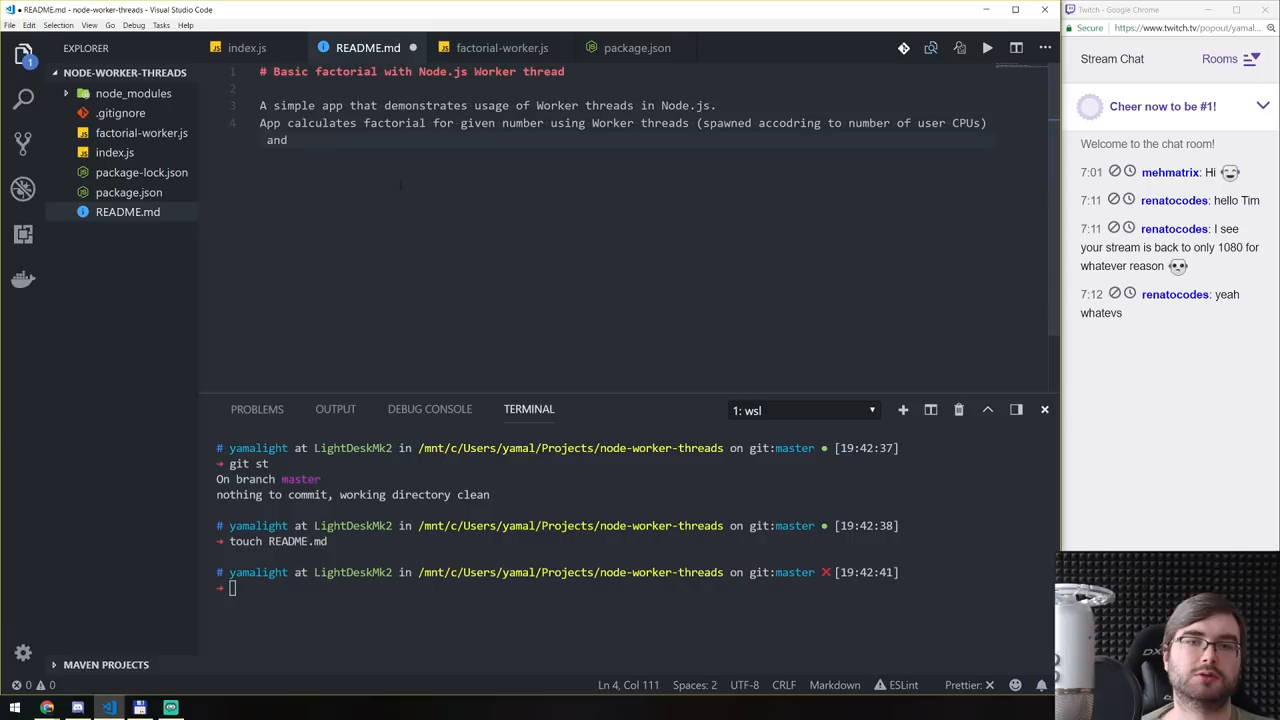 README.md - node-worker-threads - Visual Studio Code
File Edit Selection View Go Debug Tasks Help
EXPLORER
NODE-WORKER-THREADS
node_modules
.gitignore
factorial-worker.js
index.js
package-lock.json
package.json
README.md
MAVEN PROJECTS
1
index.js README.md factorial-worker.js package.json
1 # Basic factorial with Node.js Worker thread
2
3 A simple app that demonstrates usage of Worker threads in Node.js.
4 App calculates factorial for given number using Worker threads (spawned accodring to number of user CPUs)
and
PROBLEMS OUTPUT DEBUG CONSOLE TERMINAL 1: wsl
# yamalight at LightDeskMk2 in /mnt/c/Users/yamal/Projects/node-worker-threads on git:master ● [19:42:37]
➜ git st
On branch master
nothing to commit, working directory clean
# yamalight at LightDeskMk2 in /mnt/c/Users/yamal/Projects/node-worker-threads on git:master ● [19:42:38]
➜ touch README.md
# yamalight at LightDeskMk2 in /mnt/c/Users/yamal/Projects/node-worker-threads on git:master ✗ [19:42:41]
➜
0 0 Ln 4, Col 111 Spaces: 2 UTF-8 CRLF Markdown ESLint Prettier: ✕
Twitch - Google Chrome
Secure https://www.twitch.tv/popout/yamal...
Stream Chat Rooms
Cheer now to be #1!
Welcome to the chat room!
7:01 mehmatrix: Hi
7:11 renatocodes: hello Tim
7:11 renatocodes: I see
your stream is back to only 1080 for
whatever reason
7:12 renatocodes: yeah
whatevs